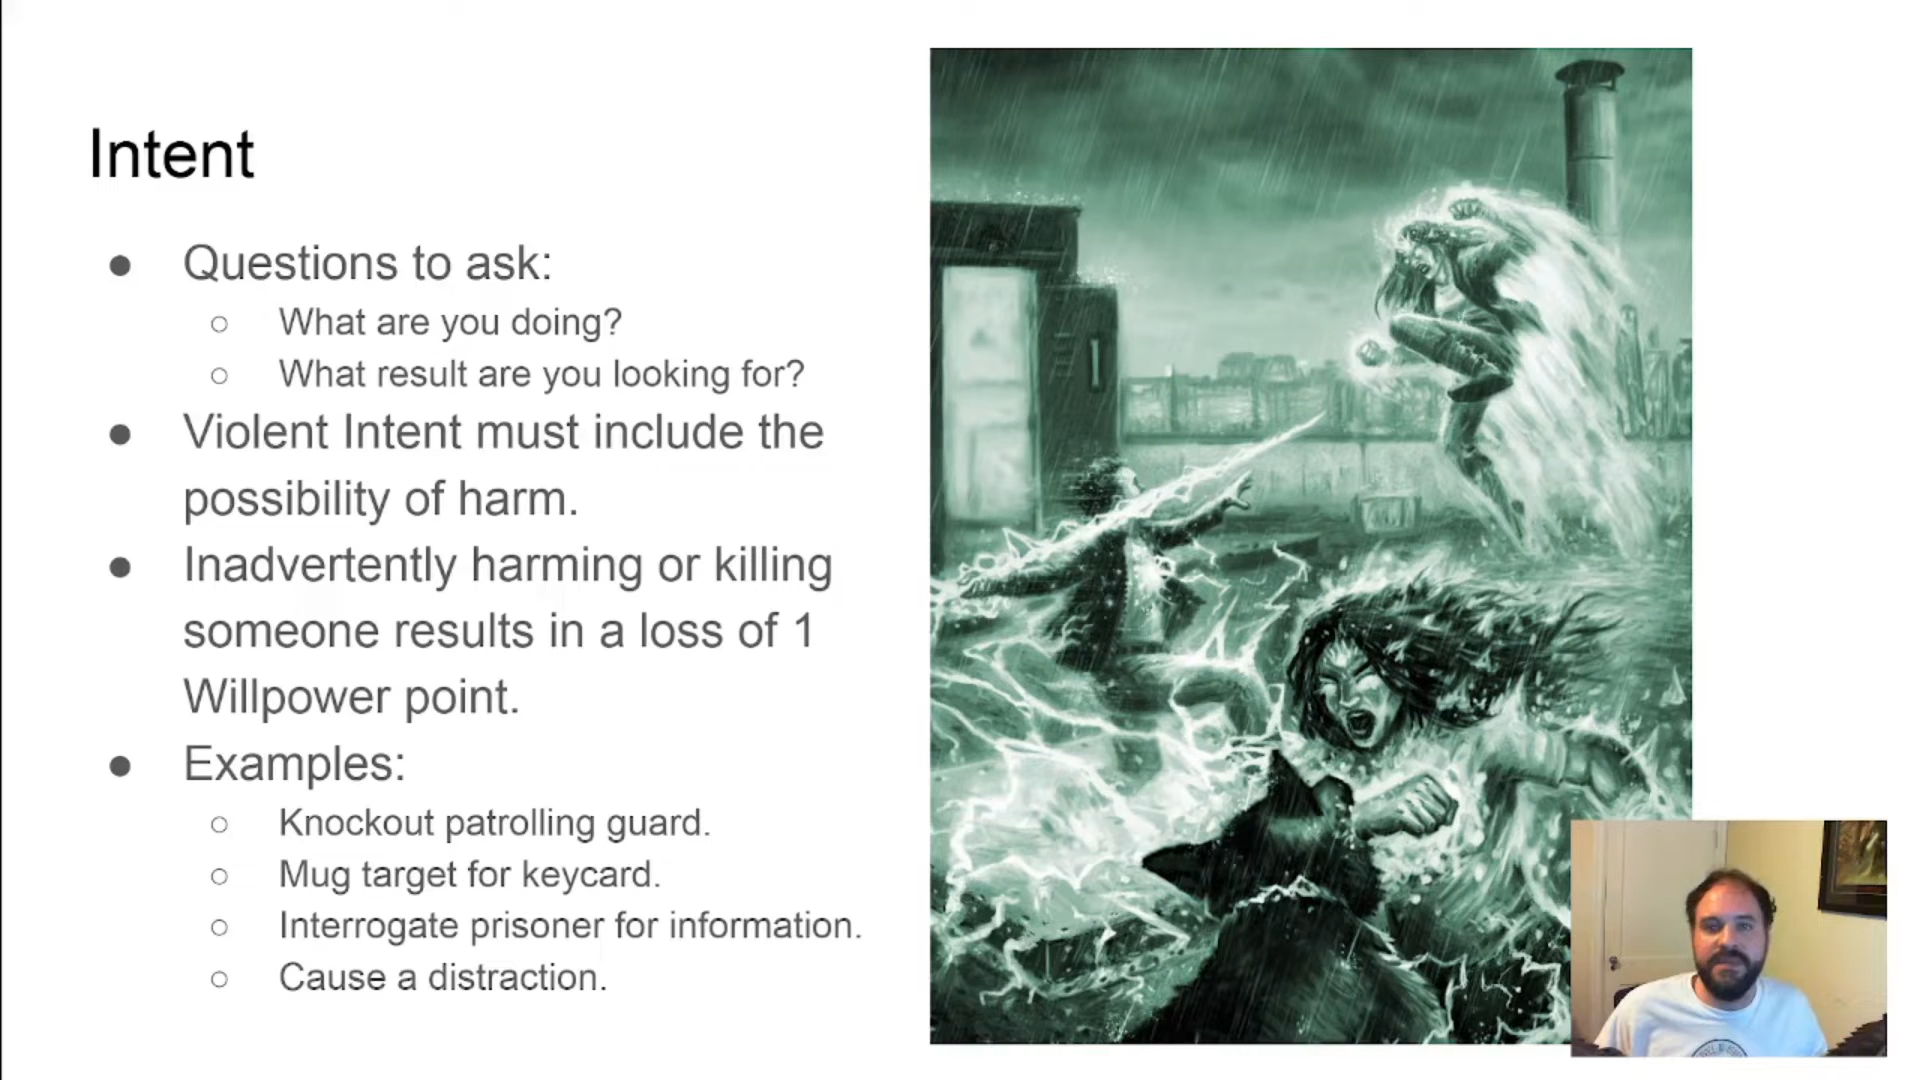 Intent
● Questions to ask:
○ What are you doing?
○ What result are you looking for?
● Violent Intent must include the
possibility of harm.
● Inadvertently harming or killing
someone results in a loss of 1
Willpower point.
● Examples:
○ Knockout patrolling guard.
○ Mug target for keycard.
○ Interrogate prisoner for information.
○ Cause a distraction.